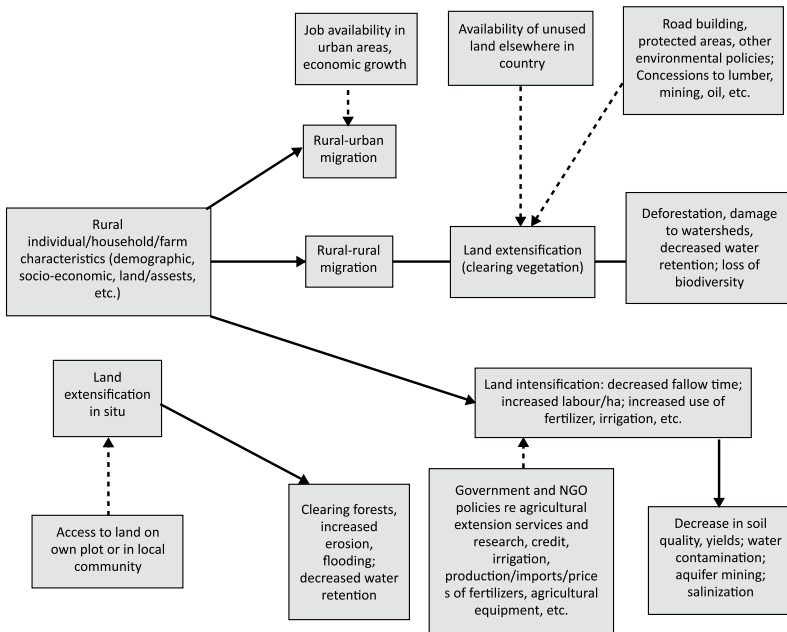 Job availability in
urban areas,
economic growth
Availability of unused
land elsewhere in
country
Road building,
protected areas, other
environmental policies;
Concessions to lumber,
mining, oil, etc.
Rural-urban
migration
Rural
individual/household/farm
characteristics (demographic,
socio-economic, land/assests,
etc.)
Rural-rural
migration
Land extensification
(clearing vegetation)
Deforestation, damage
to watersheds,
decreased water
retention; loss of
biodiversity
Land
extensification
in situ
Land intensification: decreased fallow time;
increased labour/ha; increased use of
fertilizer, irrigation, etc.
Access to land on
own plot or in local
community
Clearing forests,
increased
erosion,
flooding;
decreased water
retention
Government and NGO
policies re agricultural
extension services and
research, credit,
irrigation,
production/imports/price
s of fertilizers, agricultural
equipment, etc.
Decrease in soil
quality, yields; water
contamination;
aquifer mining;
salinization